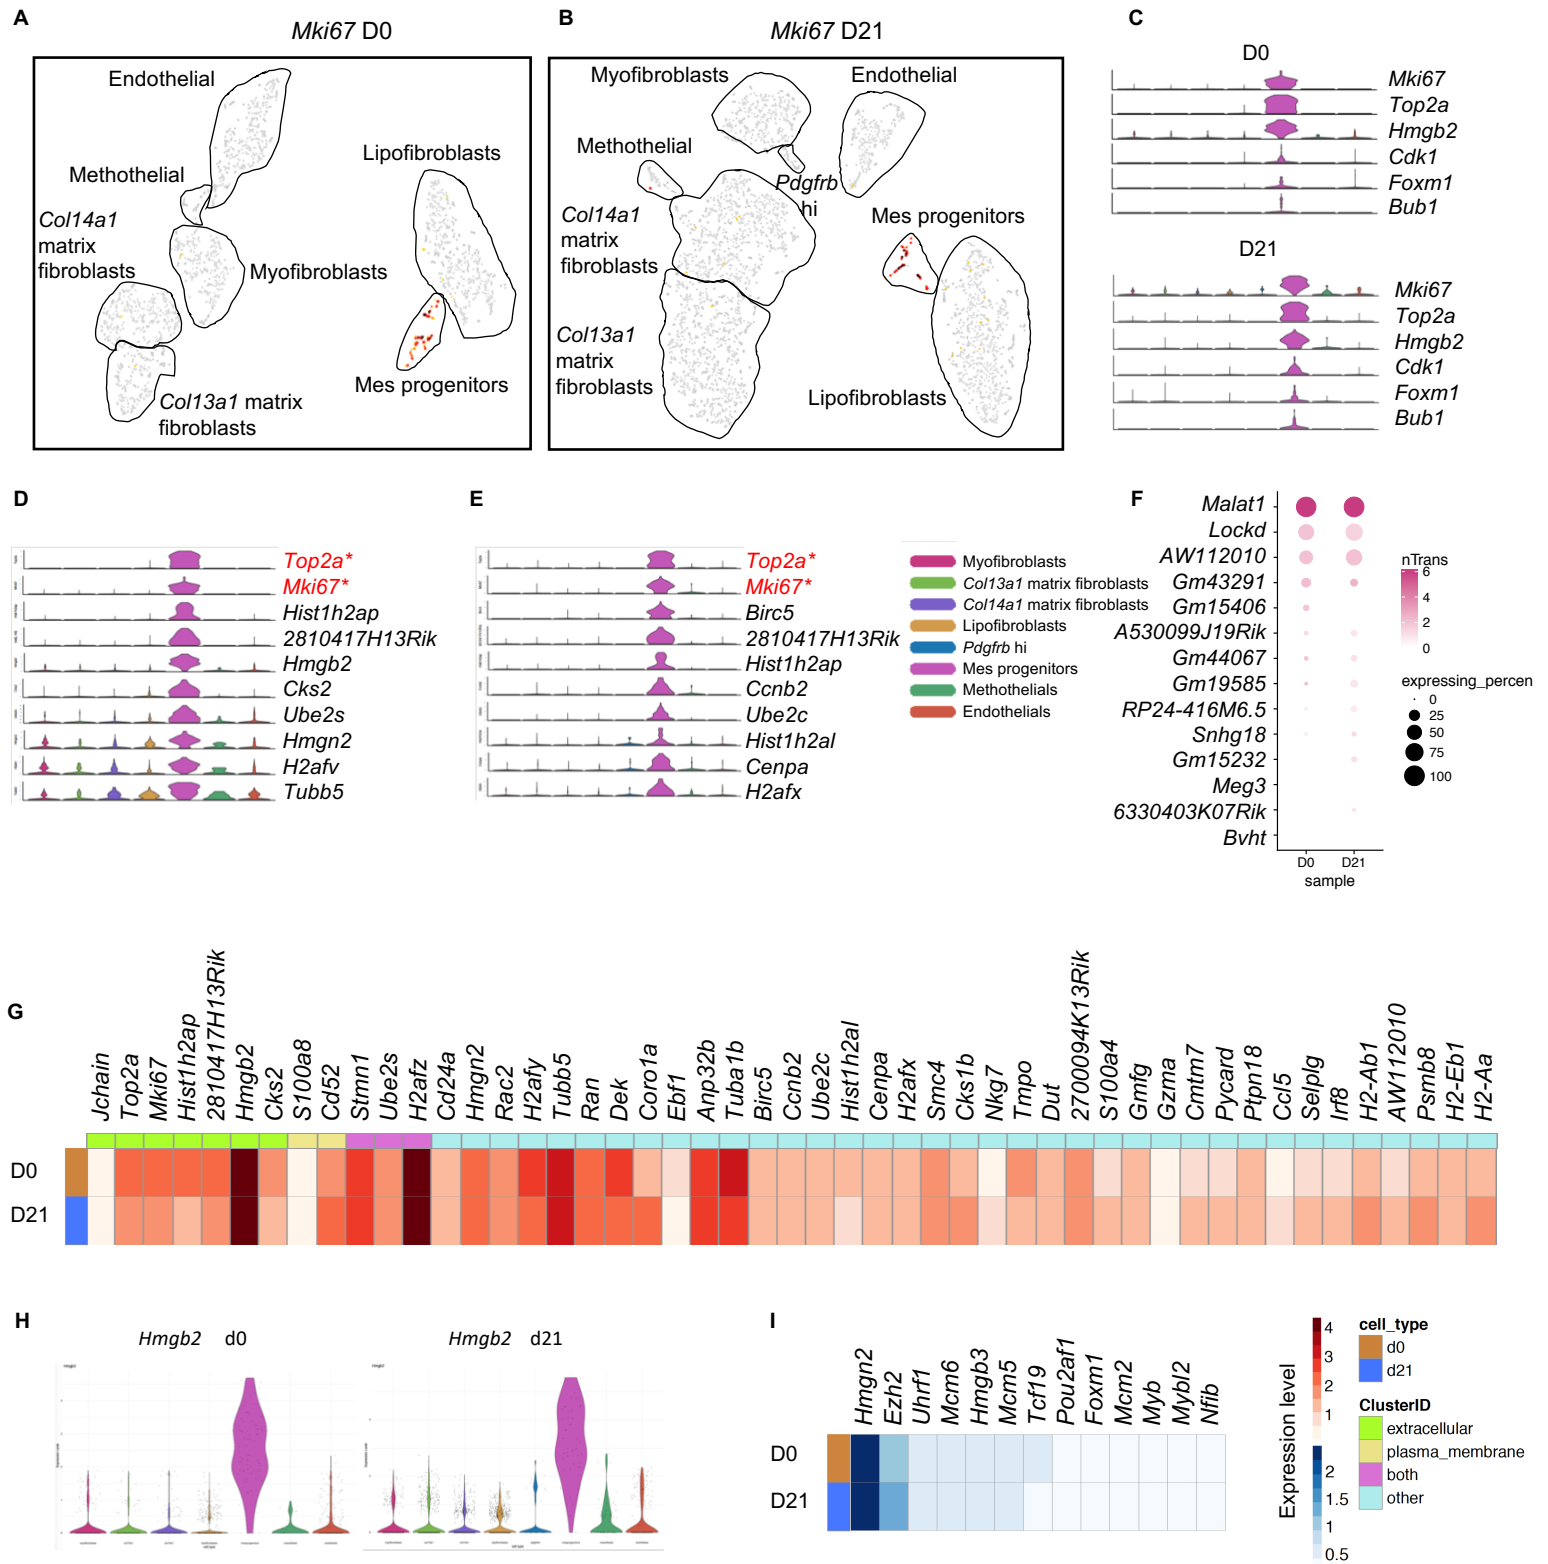 A
Mki67 D0
Endothelial
Methothelial
Lipofibroblasts
Col14a1
matrix
fibroblasts
Myofibroblasts
Mes progenitors
Col13a1 matrix
fibroblasts
B
Mki67 D21
Myofibroblasts
Endothelial
Methothelial
Pdgfrb
hi
Col14a1
matrix
fibroblasts
Mes progenitors
Col13a1
matrix
fibroblasts
Lipofibroblasts
C
D0
Mki67
Top2a
Hmgb2
Cdk1
Foxm1
Bub1
D21
Mki67
Top2a
Hmgb2
Cdk1
Foxm1
Bub1
D
Top2a*
Mki67*
Hist1h2ap
2810417H13Rik
Hmgb2
Cks2
Ube2s
Hmgn2
H2afv
Tubb5
E
Top2a*
Mki67*
Birc5
2810417H13Rik
Hist1h2ap
Ccnb2
Ube2c
Hist1h2al
Cenpa
H2afx
Myofibroblasts
Col13a1 matrix fibroblasts
Col14a1 matrix fibroblasts
Lipofibroblasts
Pdgfrb hi
Mes progenitors
Methothelials
Endothelials
F
Malat1
Lockd
AW112010
Gm43291
Gm15406
A530099J19Rik
Gm44067
Gm19585
RP24-416M6.5
Snhg18
Gm15232
Meg3
6330403K07Rik
Bvht
D0 D21
sample
nTrans
6
4
2
0
expressing_percen
0
25
50
75
100
G
Jchain
Top2a
Mki67
Hist1h2ap
2810417H13Rik
Hmgb2
Cks2
S100a8
Cd52
Stmn1
Ube2s
H2afz
Cd24a
Hmgn2
Rac2
H2afy
Tubb5
Ran
Dek
Coro1a
Ebf1
Anp32b
Tuba1b
Birc5
Ccnb2
Ube2c
Hist1h2al
Cenpa
H2afx
Smc4
Cks1b
Nkg7
Tmpo
Dut
2700094K13Rik
S100a4
Gmfg
Gzma
Cmtm7
Pycard
Ptpn18
Ccl5
Selplg
Irf8
H2-Ab1
AW112010
Psmb8
H2-Eb1
H2-Aa
D0
D21
H
Hmgb2 d0
Hmgb2 d21
I
Hmgn2
Ezh2
Uhrf1
Mcm6
Hmgb3
Mcm5
Tcf19
Pou2af1
Foxm1
Mcm2
Myb
Mybl2
Nfib
D0
D21
Expression level
4
3
2
1
2
1.5
1
0.5
cell_type
d0
d21
ClusterID
extracellular
plasma_membrane
both
other